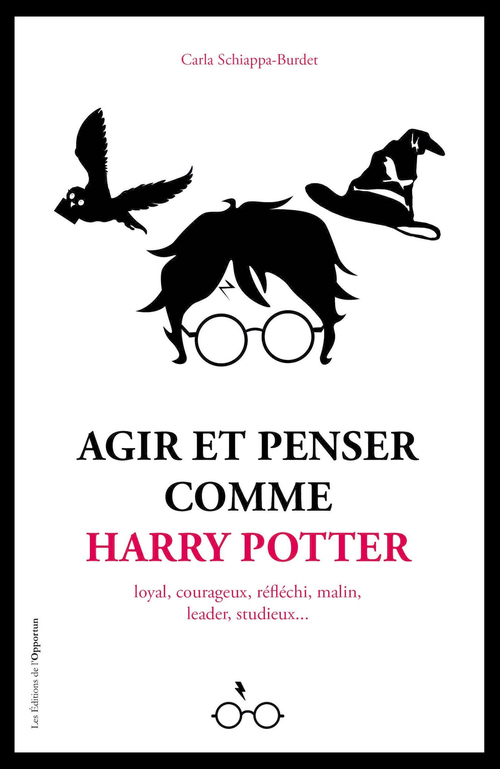 Carla Schiappa-Burdet
AGIR ET PENSER
COMME
HARRY POTTER
loyal, courageux, réfléchi, malin,
leader, studieux...
Les Éditions de l'Opportun